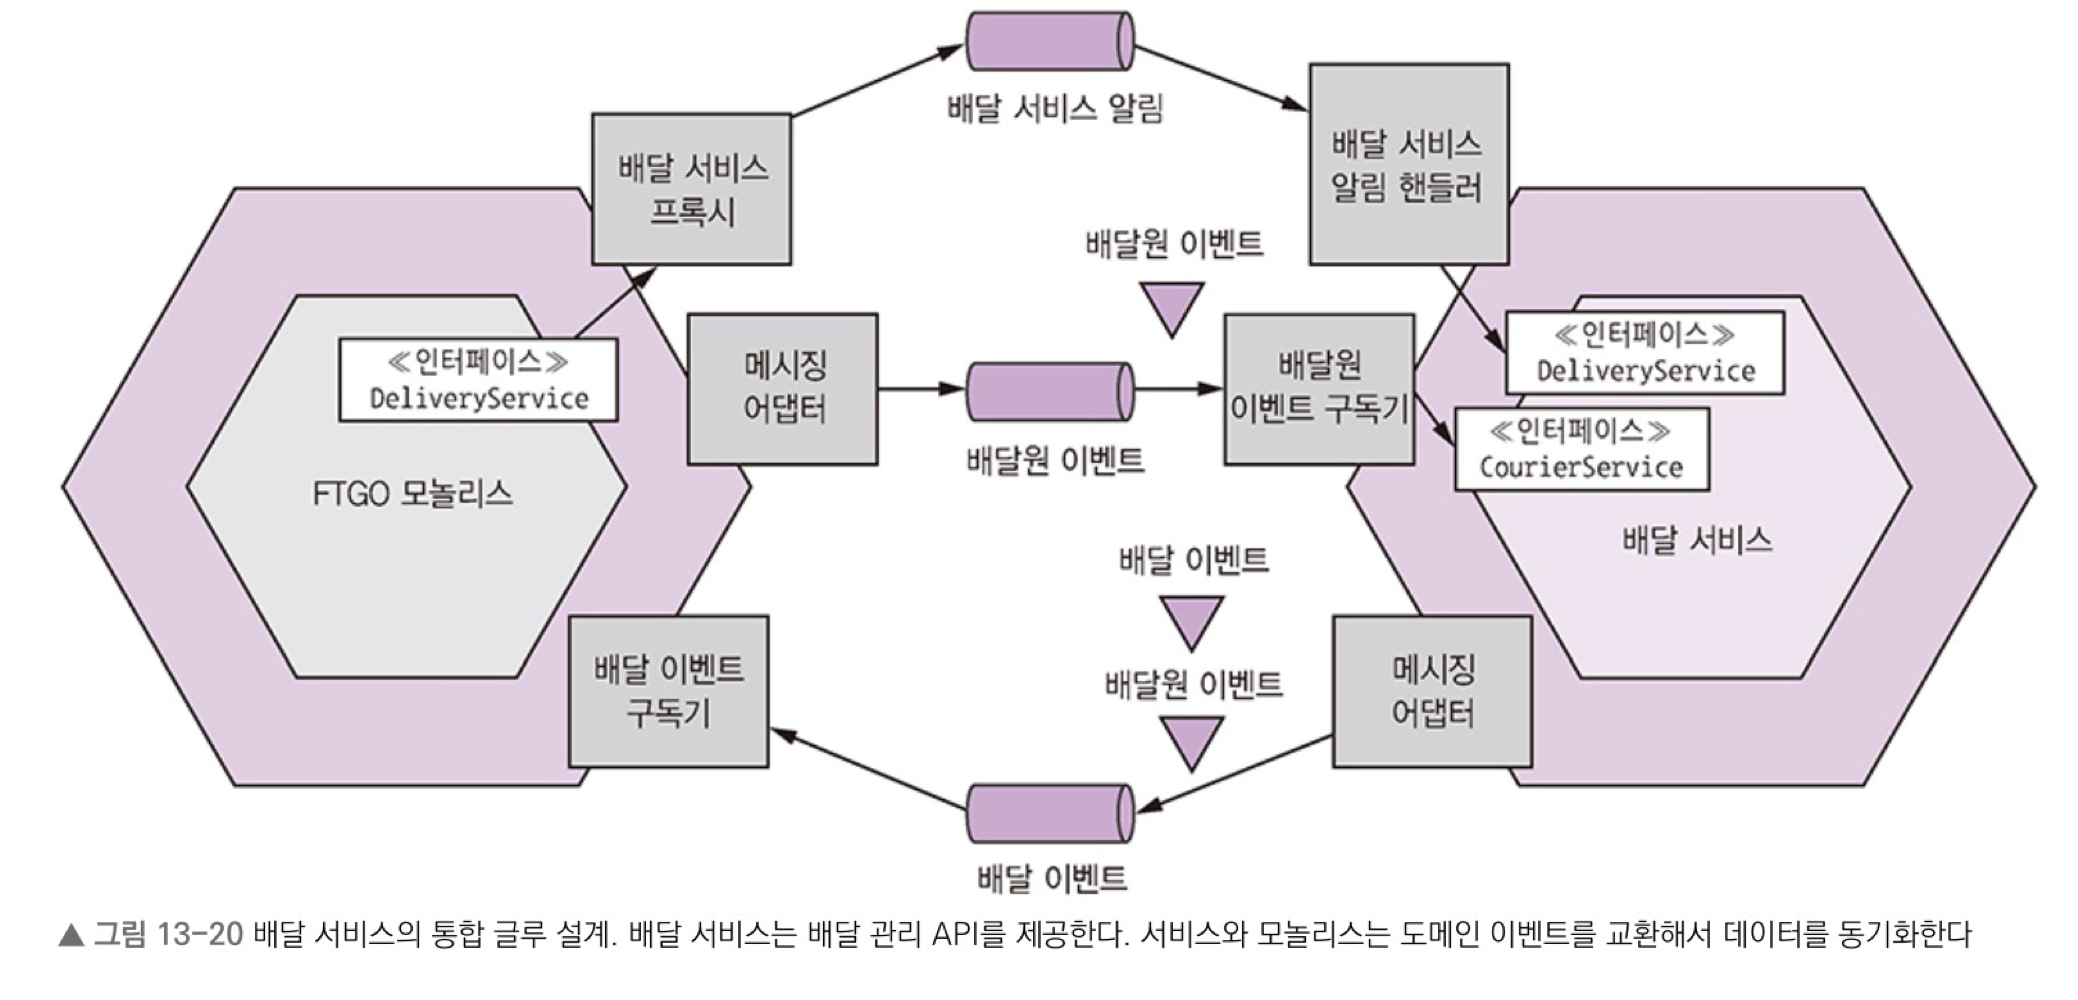 배달 서비스 알림
배달 서비스
프록시
배달 서비스
알림 핸들러
배달원 이벤트
≪인터페이스≫
DeliveryService
메시징
어댑터
배달원 이벤트
배달원
이벤트 구독기
≪인터페이스≫
DeliveryService
≪인터페이스≫
CourierService
FTGO 모놀리스
배달 서비스
배달 이벤트
배달원 이벤트
배달 이벤트
구독기
메시징
어댑터
배달 이벤트
▲ 그림 13-20 배달 서비스의 통합 글루 설계. 배달 서비스는 배달 관리 API를 제공한다. 서비스와 모놀리스는 도메인 이벤트를 교환해서 데이터를 동기화한다